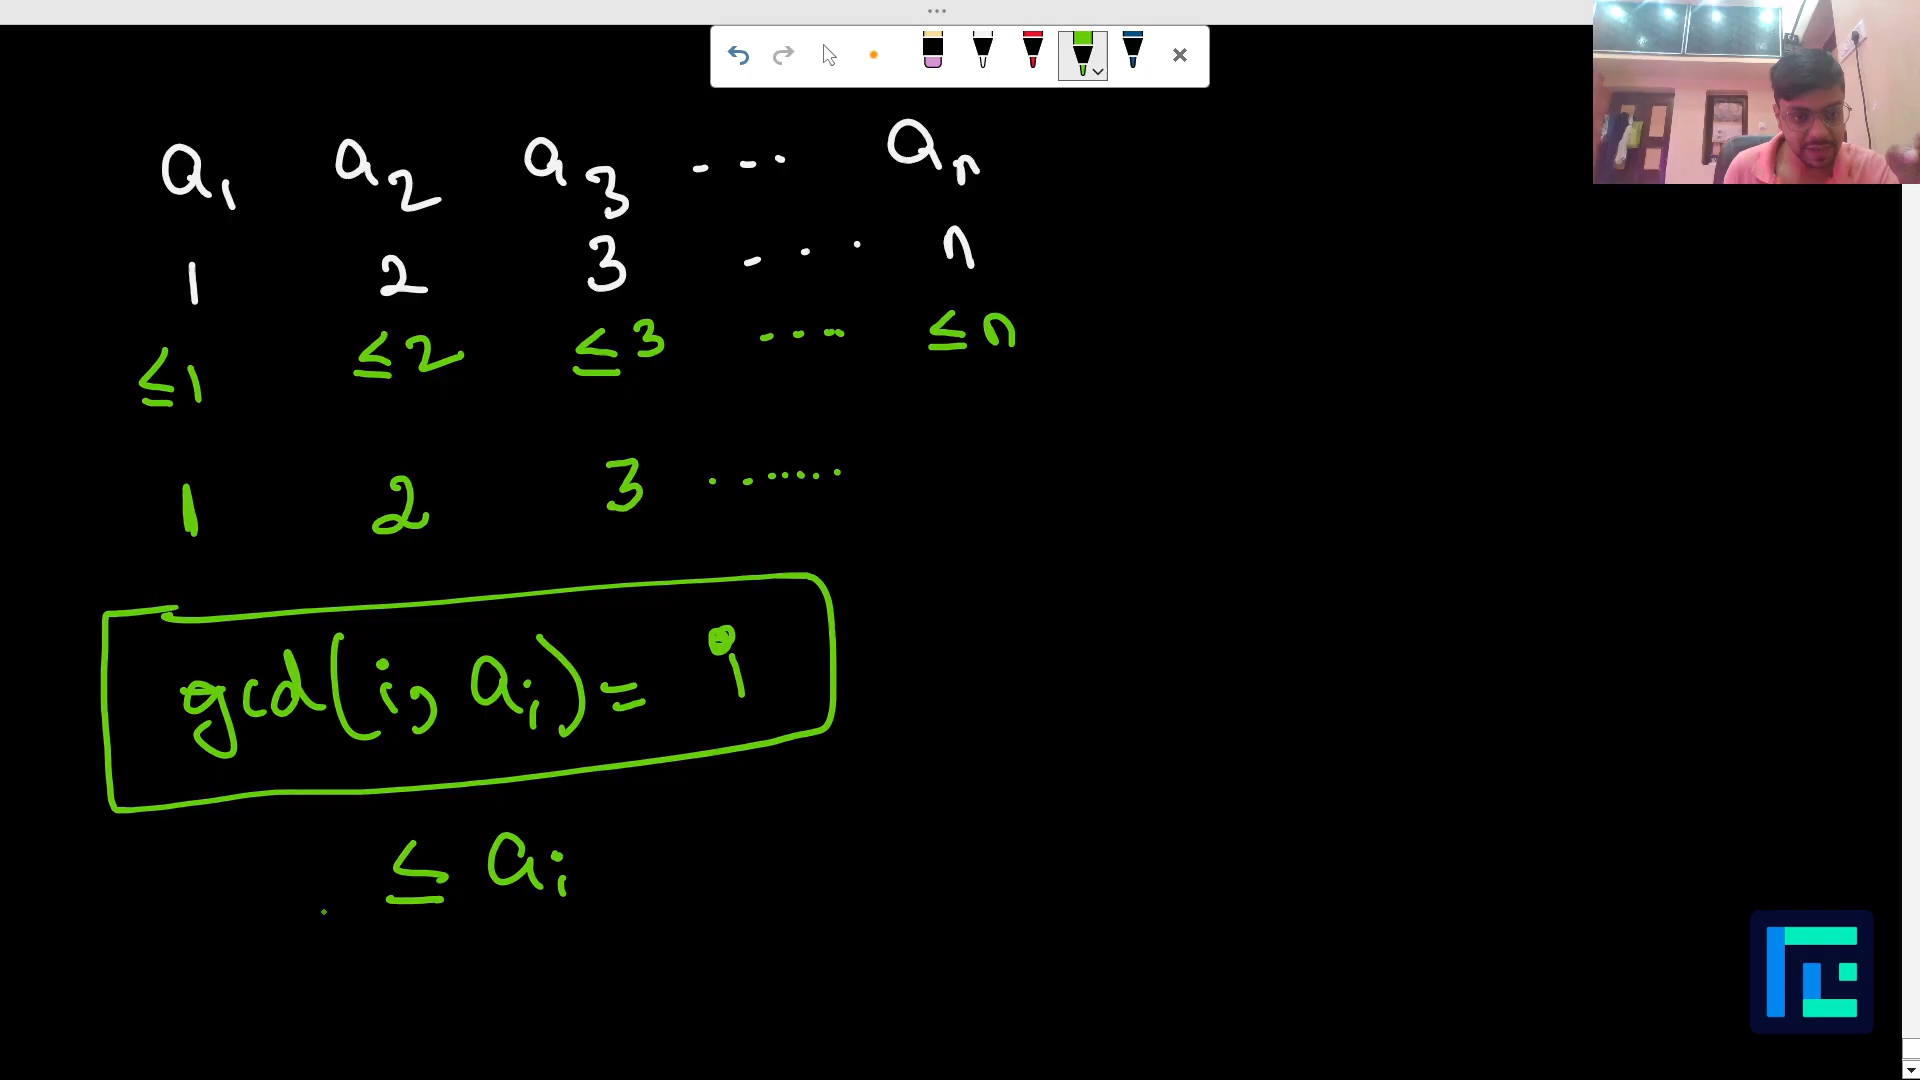 a₁ a₂ a₃ --- aₙ
1 2 3 ... n
≤1 ≤2 ≤3 .... ≤n
1 2 3 ........
gcd(i, aᵢ) = i
≤ aᵢ